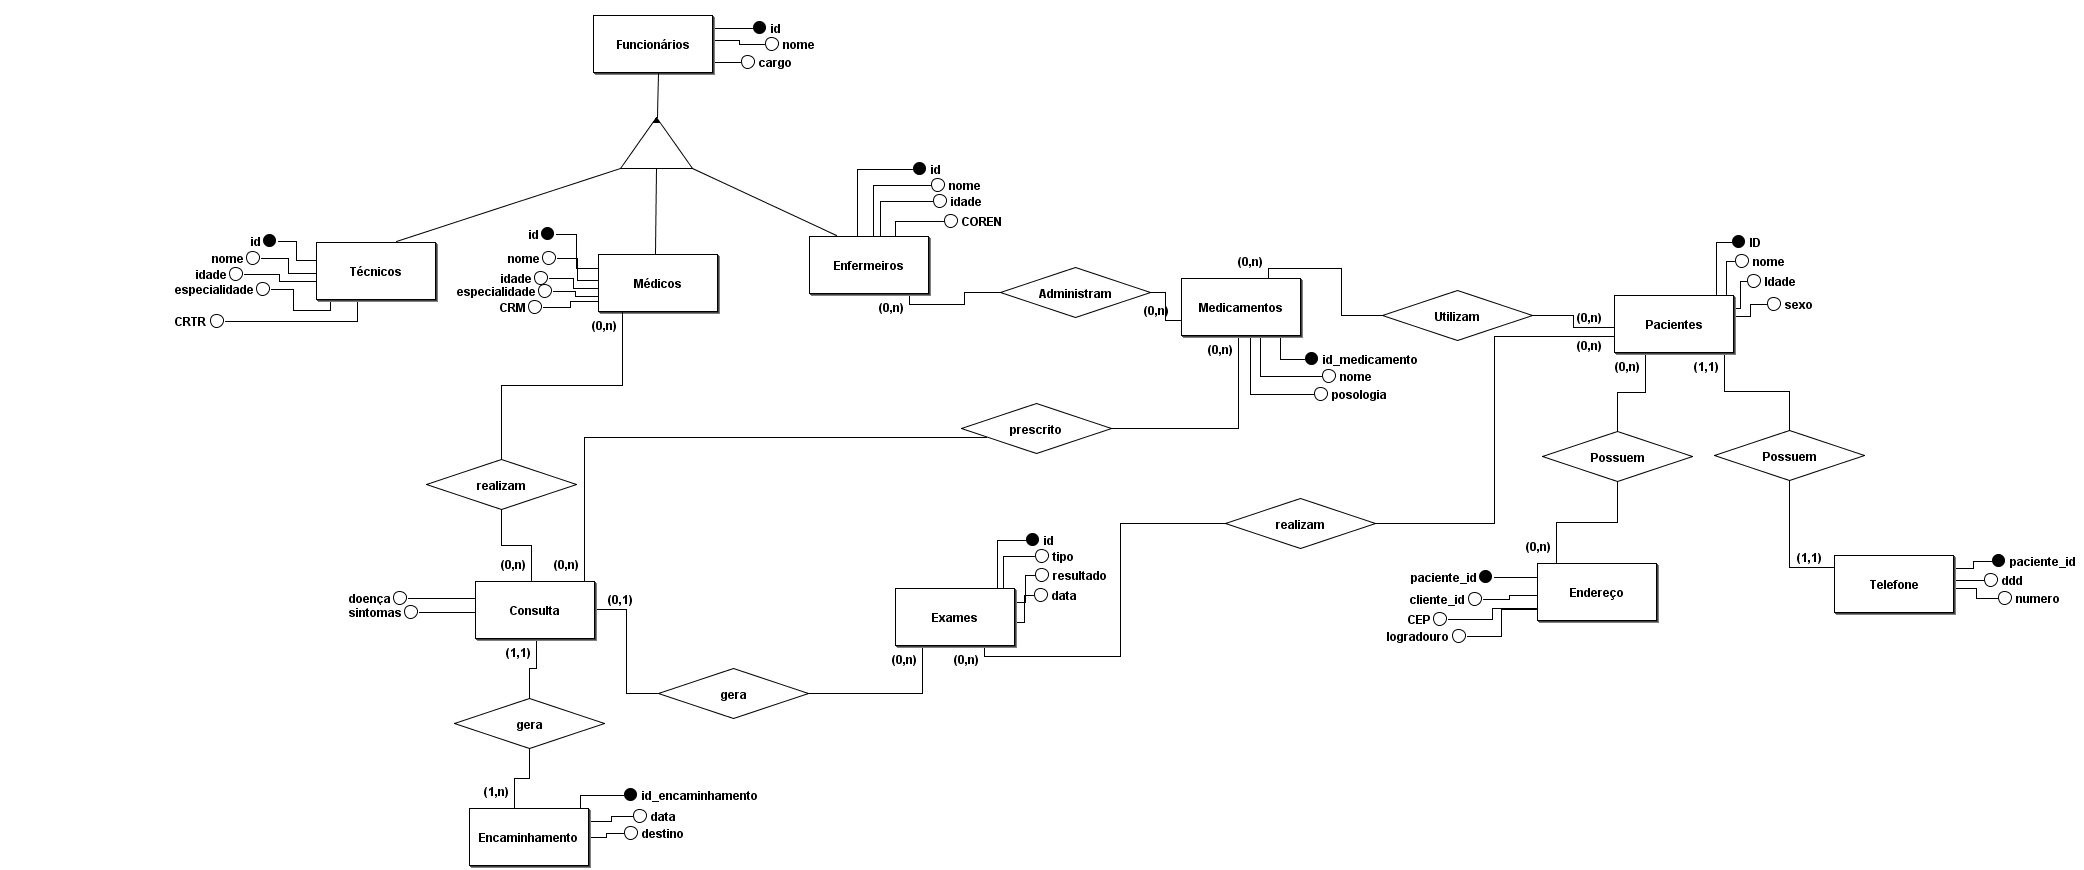 Funcionários
id
nome
cargo
Técnicos
id
nome
idade
especialidade
CRTR
Médicos
id
nome
idade
especialidade
CRM
(0,n)
Enfermeiros
id
nome
idade
COREN
(0,n)
Administram
(0,n)
Medicamentos
(0,n)
(0,n)
id_medicamento
nome
posologia
Utilizam
(0,n)
(0,n)
Pacientes
ID
nome
Idade
sexo
(0,n)
(1,1)
prescrito
Possuem
Possuem
realizam
realizam
(0,n)
(0,n)
Consulta
doença
sintomas
(0,1)
(1,1)
Exames
id
tipo
resultado
data
(0,n)
(0,n)
(0,n)
Endereço
paciente_id
cliente_id
CEP
logradouro
(1,1)
Telefone
paciente_id
ddd
numero
gera
gera
(1,n)
Encaminhamento
id_encaminhamento
data
destino